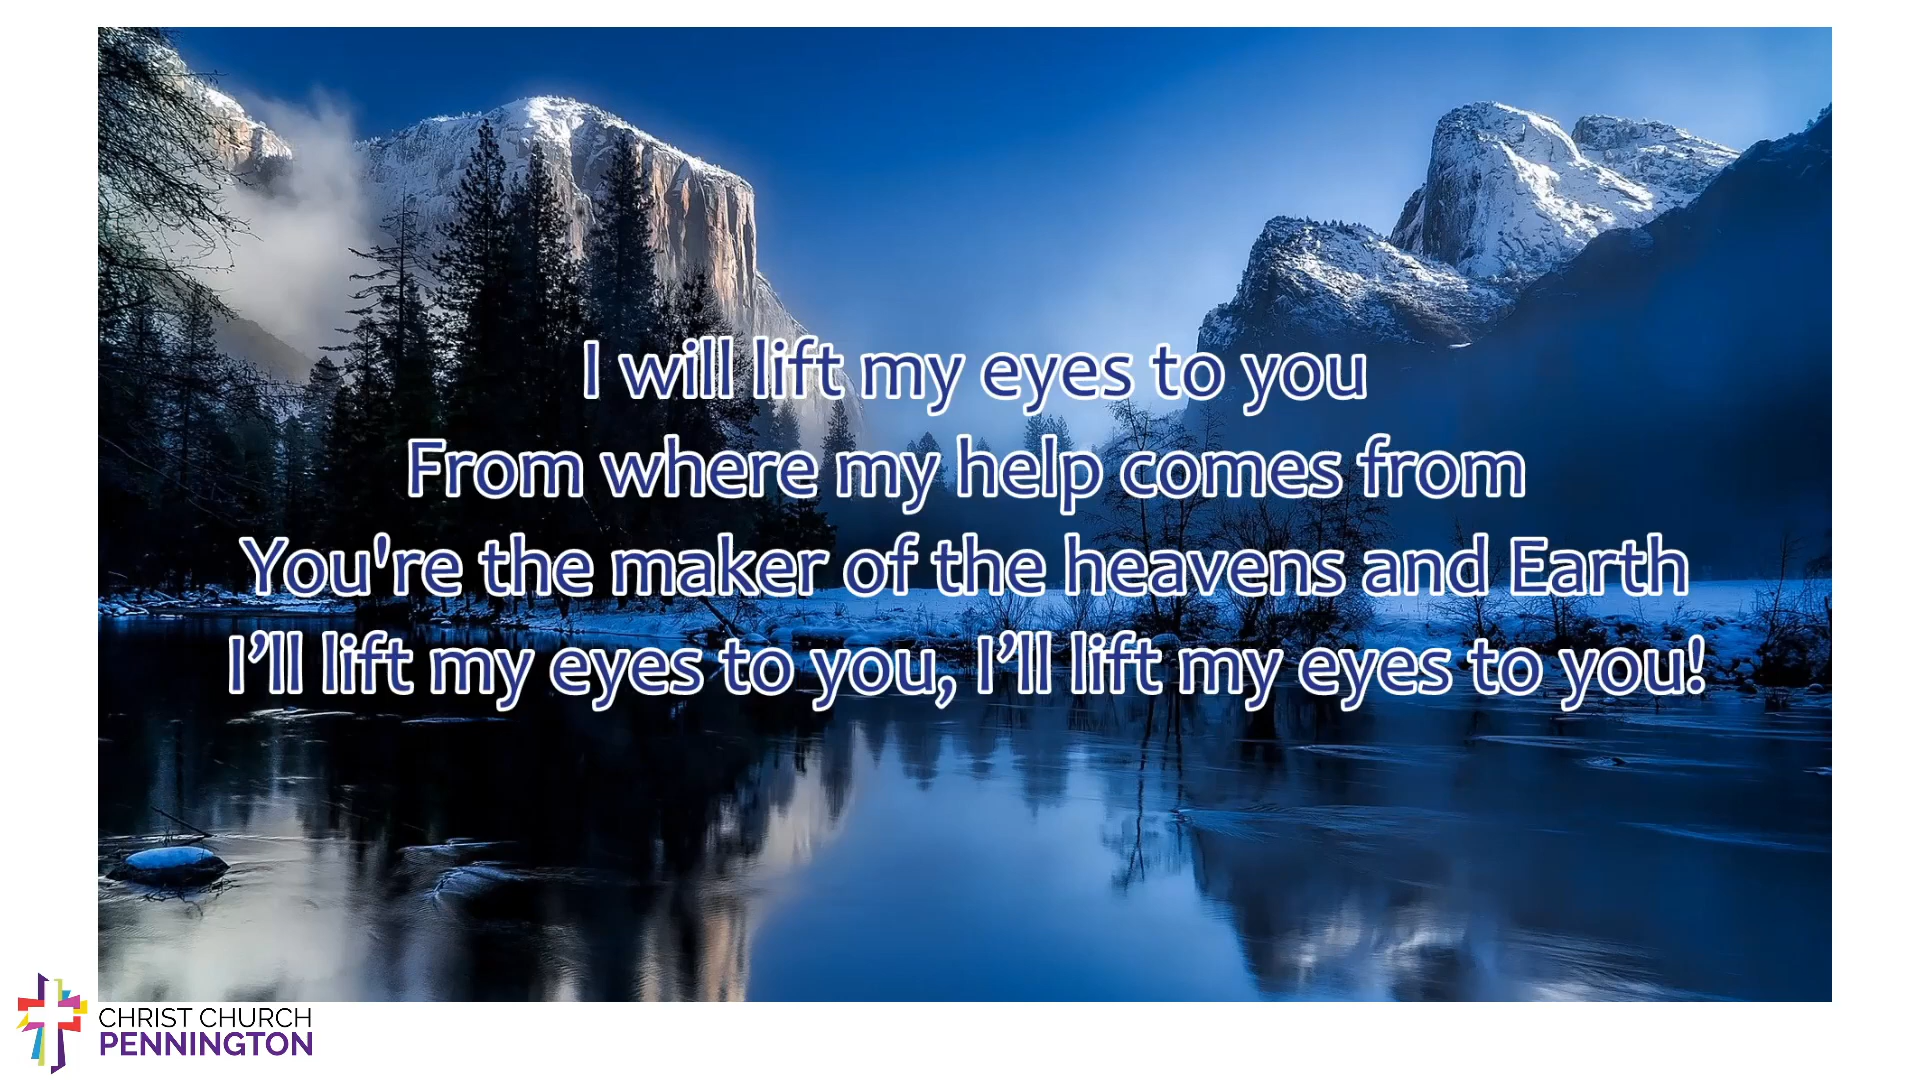 I will lift my eyes to you
From where my help comes from
You're the maker of the heavens and Earth
I’ll lift my eyes to you, I’ll lift my eyes to you!
CHRIST CHURCH
PENNINGTON